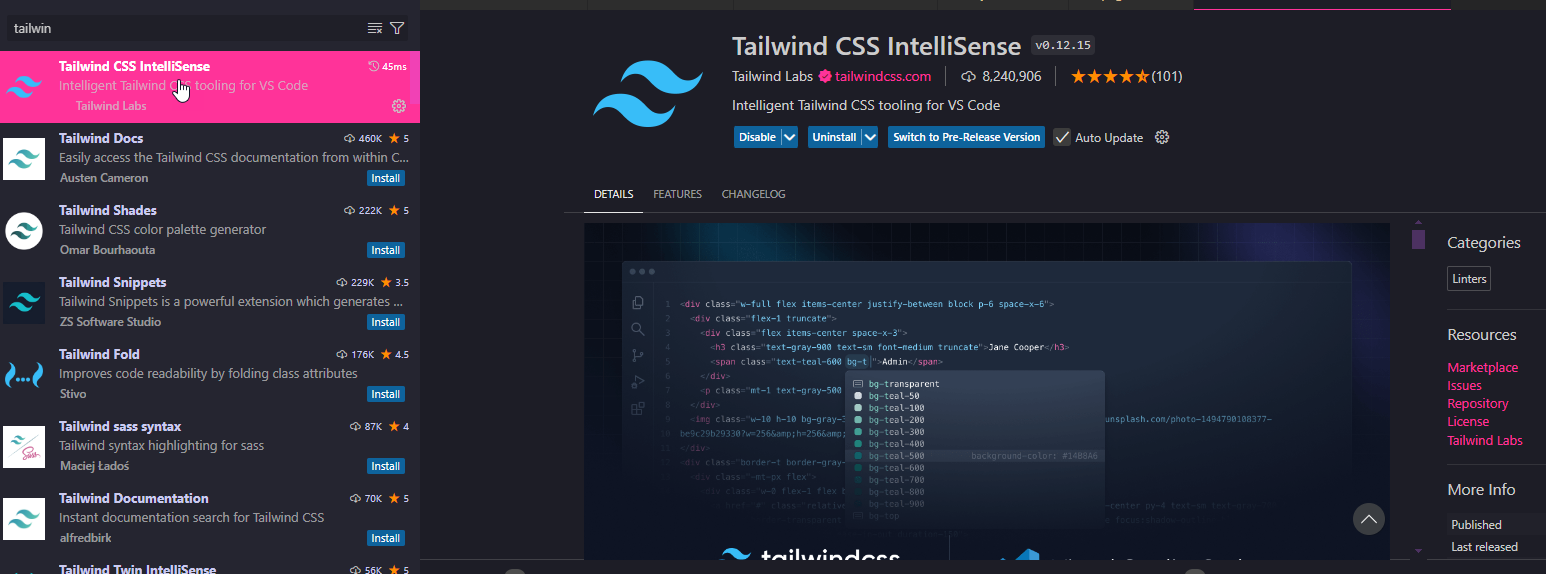 tailwin
Tailwind CSS IntelliSense
45ms
Intelligent Tailwind CSS tooling for VS Code
Tailwind Labs
Tailwind Docs
460K 5
Easily access the Tailwind CSS documentation from within C...
Austen Cameron
Install
Tailwind Shades
222K 5
Tailwind CSS color palette generator
Omar Bourhaouta
Install
Tailwind Snippets
229K 3.5
Tailwind Snippets is a powerful extension which generates ...
ZS Software Studio
Install
Tailwind Fold
176K 4.5
Improves code readability by folding class attributes
Stivo
Install
Tailwind sass syntax
87K 4
Tailwind syntax highlighting for sass
Maciej Ładoś
Install
Tailwind Documentation
70K 5
Instant documentation search for Tailwind CSS
alfredbirk
Install
Tailwind Twin IntelliSense
56K 5
Tailwind CSS IntelliSense v0.12.15
Tailwind Labs tailwindcss.com 8,240,906 (101)
Intelligent Tailwind CSS tooling for VS Code
Disable Uninstall Switch to Pre-Release Version Auto Update
DETAILS FEATURES CHANGELOG
1 <div class="w-full flex items-center justify-between block p-6 space-x-6">
2 <div class="flex-1 truncate">
3 <div class="flex items-center space-x-3">
4 <h3 class="text-gray-900 text-sm font-medium truncate">Jane Cooper</h3>
5 <span class="text-teal-600 bg-t">Admin</span>
6 </div>
7 <p class="mt-1 text-gray-500
8 </div>
9 <img class="w-10 h-10 bg-gray-3 unsplash.com/photo-1494790108377-
10 be9c29b29330?w=256&amp;h=256&amp;
11 </div>
12 <div class="border-t border-gray-
13 <div class="-mt-px flex
14 <div class="w-0 flex-1 flex
bg-transparent
bg-teal-50
bg-teal-100
bg-teal-200
bg-teal-300
bg-teal-400
bg-teal-500 background-color: #14B8A6
bg-teal-600
bg-teal-700
bg-teal-800
bg-teal-900
bg-top
tailwindcss
Categories
Linters
Resources
Marketplace
Issues
Repository
License
Tailwind Labs
More Info
Published
Last released